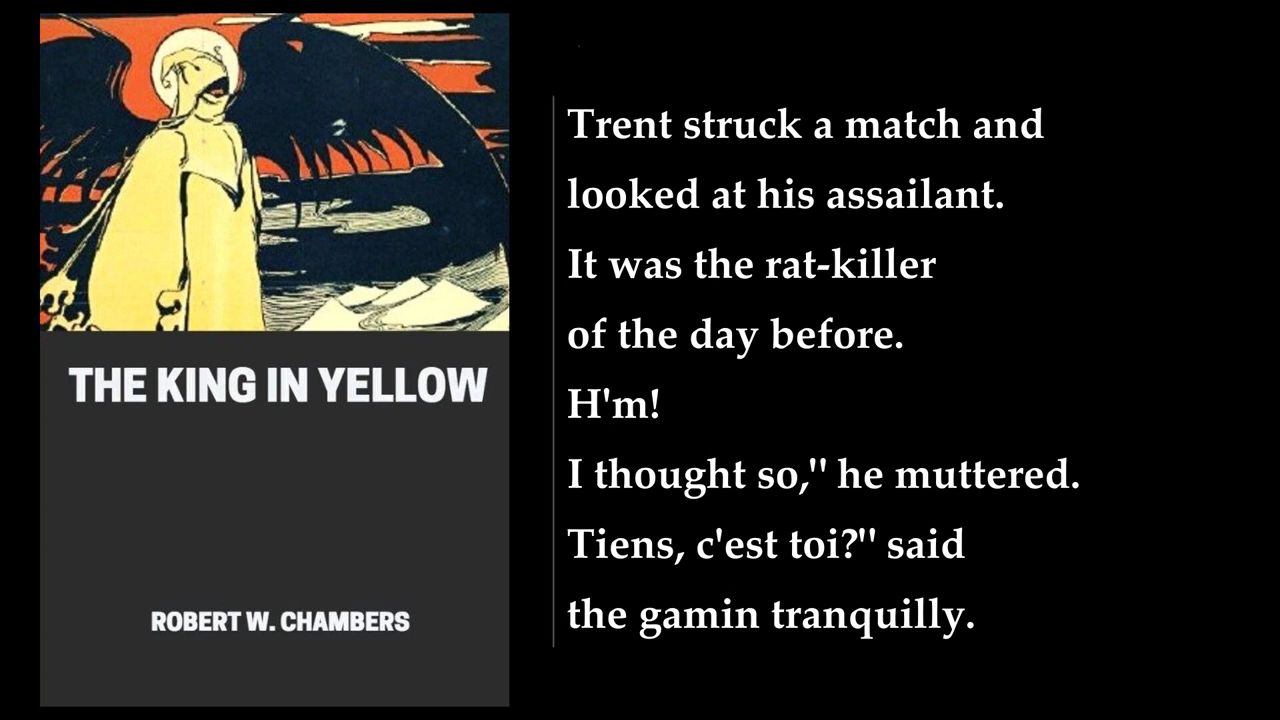 THE KING IN YELLOW
ROBERT W. CHAMBERS
Trent struck a match and
looked at his assailant.
It was the rat-killer
of the day before.
H'm!
I thought so," he muttered.
Tiens, c'est toi?" said
the gamin tranquilly.